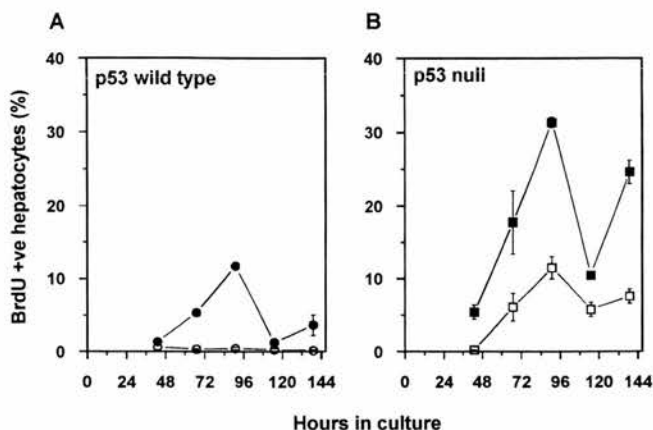 A
B
p53 wild type
p53 null
BrdU +ve hepatocytes (%)
40
30
20
10
0
0 24 48 72 96 120 144
40
30
20
10
0
0 24 48 72 96 120 144
Hours in culture